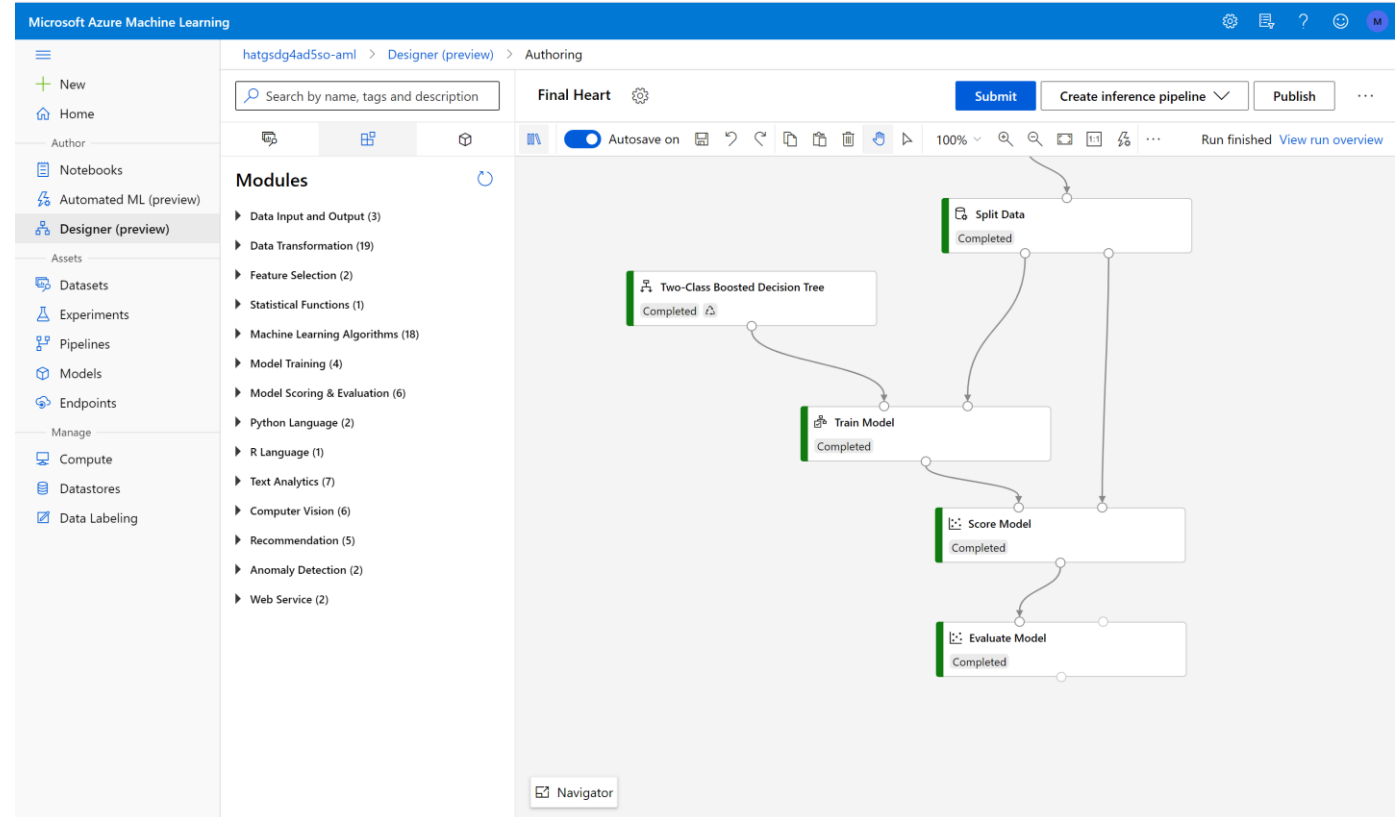 Microsoft Azure Machine Learning
M
hatgsdg4ad5so-aml > Designer (preview) > Authoring
New
Home
Author
Notebooks
Automated ML (preview)
Designer (preview)
Assets
Datasets
Experiments
Pipelines
Models
Endpoints
Manage
Compute
Datastores
Data Labeling
Search by name, tags and description
Modules
Data Input and Output (3)
Data Transformation (19)
Feature Selection (2)
Statistical Functions (1)
Machine Learning Algorithms (18)
Model Training (4)
Model Scoring & Evaluation (6)
Python Language (2)
R Language (1)
Text Analytics (7)
Computer Vision (6)
Recommendation (5)
Anomaly Detection (2)
Web Service (2)
Final Heart
Submit
Create inference pipeline
Publish
Autosave on
100%
1:1
Run finished View run overview
Split Data
Completed
Two-Class Boosted Decision Tree
Completed
Train Model
Completed
Score Model
Completed
Evaluate Model
Completed
Navigator